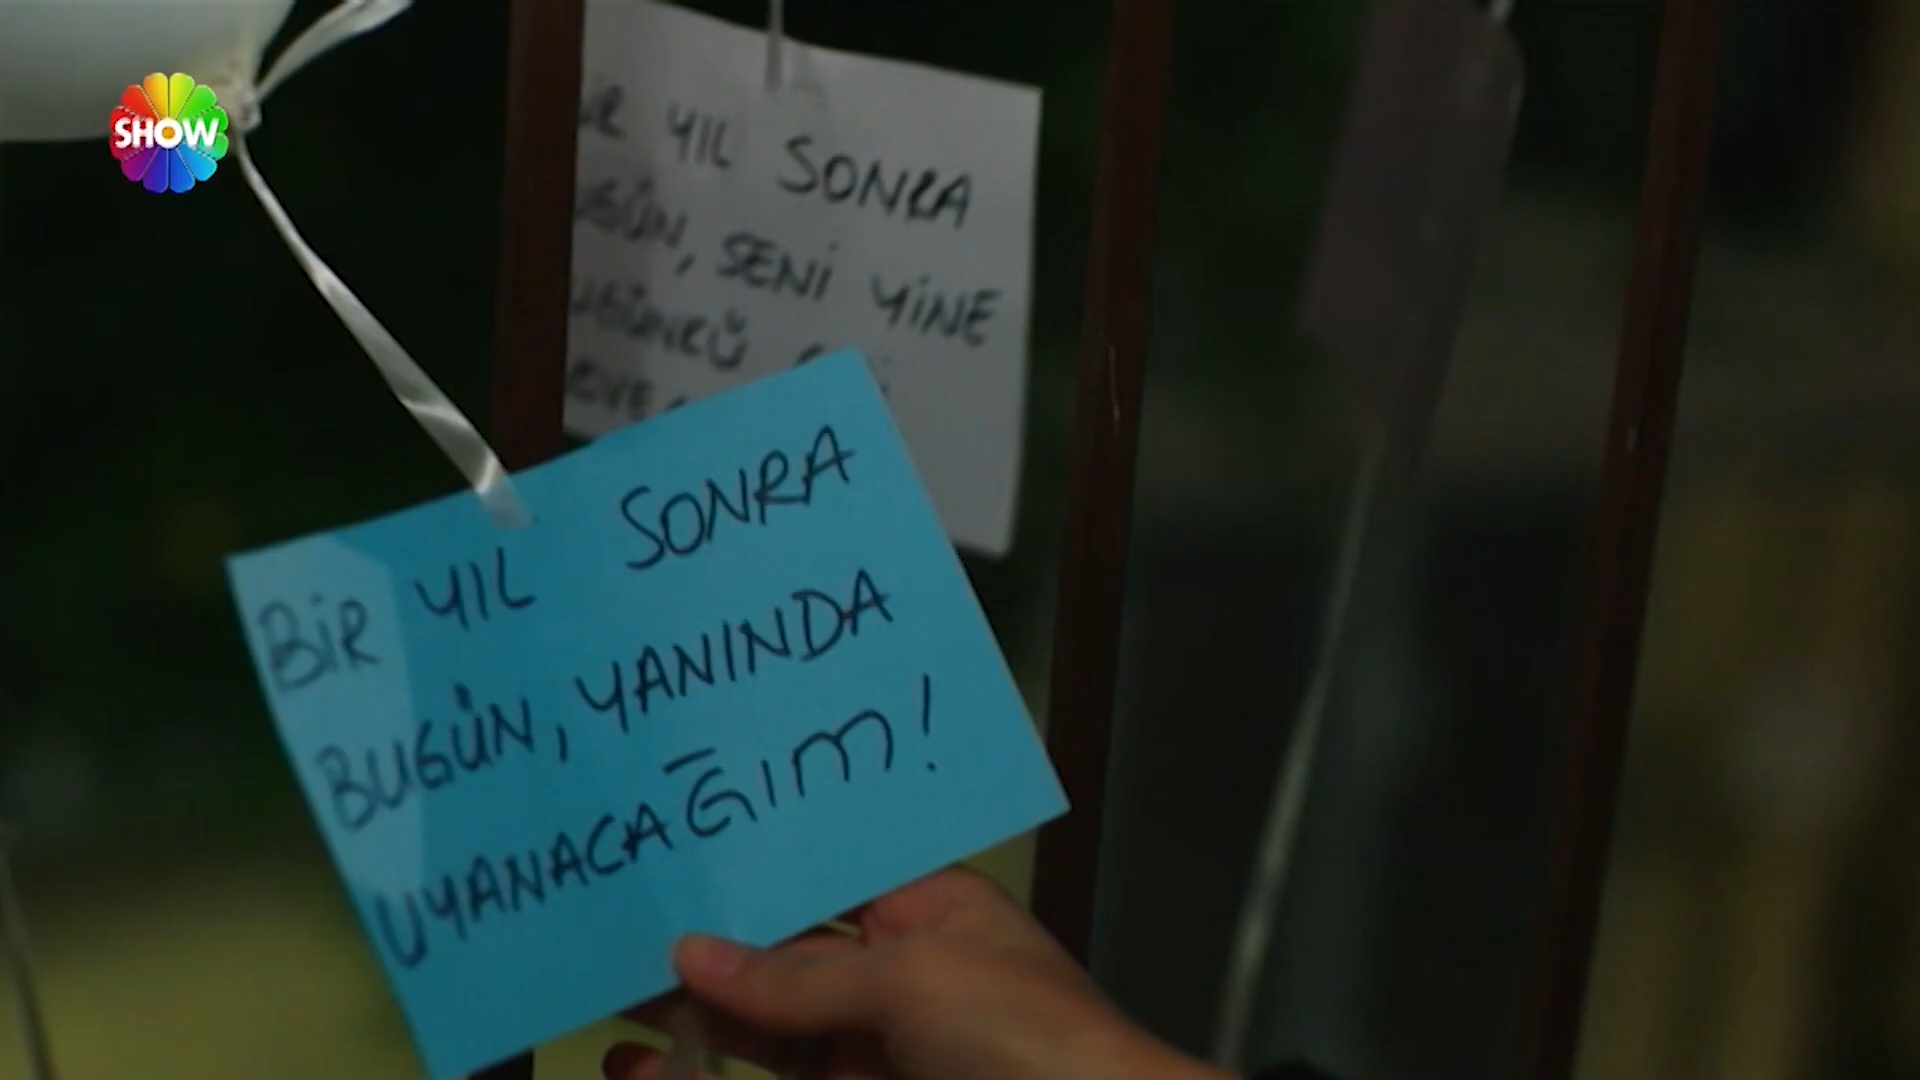 SHOW
YIL SONRA
SENİ YİNE
BİR YIL SONRA
BUGÜN, YANINDA
UYANACAĞIM!